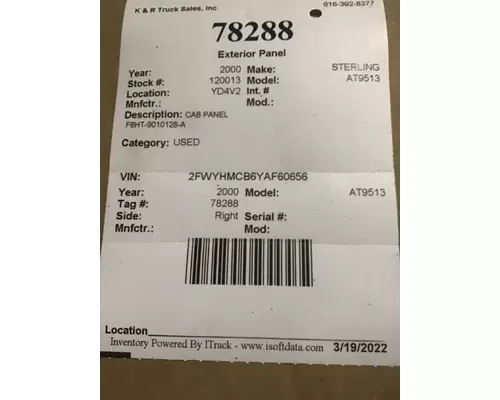 K & R Truck Sales, Inc. 616-392-8377
78288
Exterior Panel
Year: 2000 Make: STERLING
Stock #: 120013 Model: AT9513
Location: YD4V2 Int. #
Mnfctr.: Mod.:
Description: CAB PANEL
F6HT-9010128-A
Category: USED
VIN: 2FWYHMCB6YAF60656
Year: 2000 Model: AT9513
Tag #: 78288
Side: Right Serial #:
Mnfctr.: Mod:
Location
Inventory Powered By ITrack - www.isoftdata.com 3/19/2022